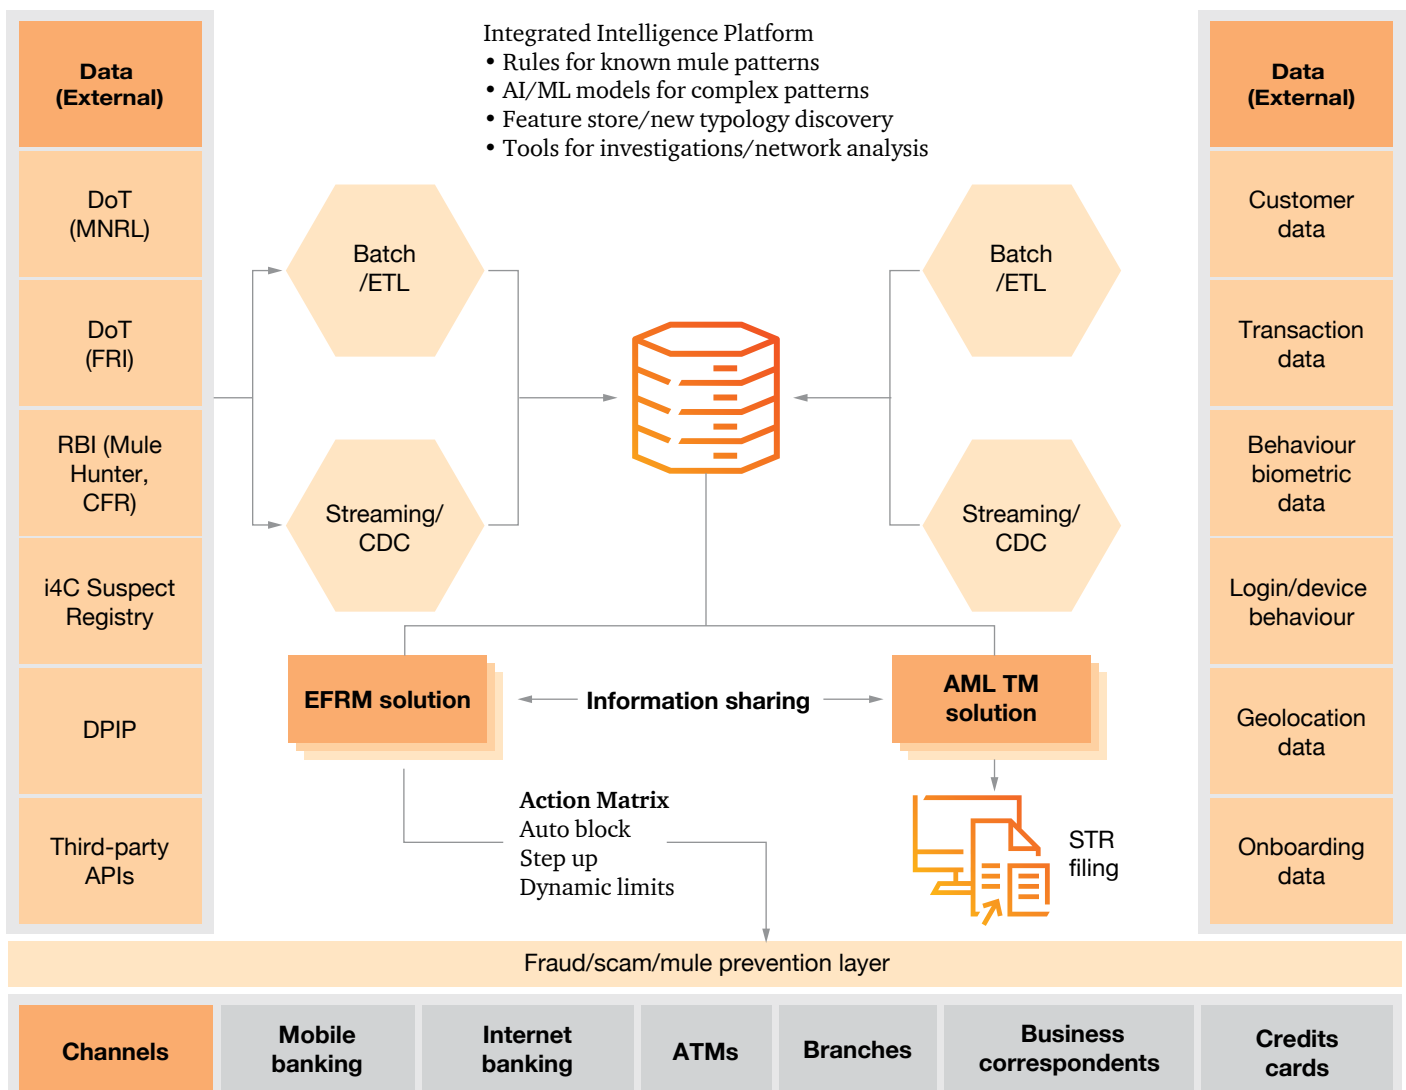 Data
(External)
DoT
(MNRL)
DoT
(FRI)
RBI (Mule
Hunter,
CFR)
i4C Suspect
Registry
DPIP
Third-party
APIs
Integrated Intelligence Platform
• Rules for known mule patterns
• AI/ML models for complex patterns
• Feature store/new typology discovery
• Tools for investigations/network analysis
Batch
/ETL
Streaming/
CDC
Batch
/ETL
Streaming/
CDC
EFRM solution
Information sharing
AML TM
solution
Action Matrix
Auto block
Step up
Dynamic limits
STR
filing
Data
(External)
Customer
data
Transaction
data
Behaviour
biometric
data
Login/device
behaviour
Geolocation
data
Onboarding
data
Fraud/scam/mule prevention layer
Channels
Mobile
banking
Internet
banking
ATMs
Branches
Business
correspondents
Credits
cards